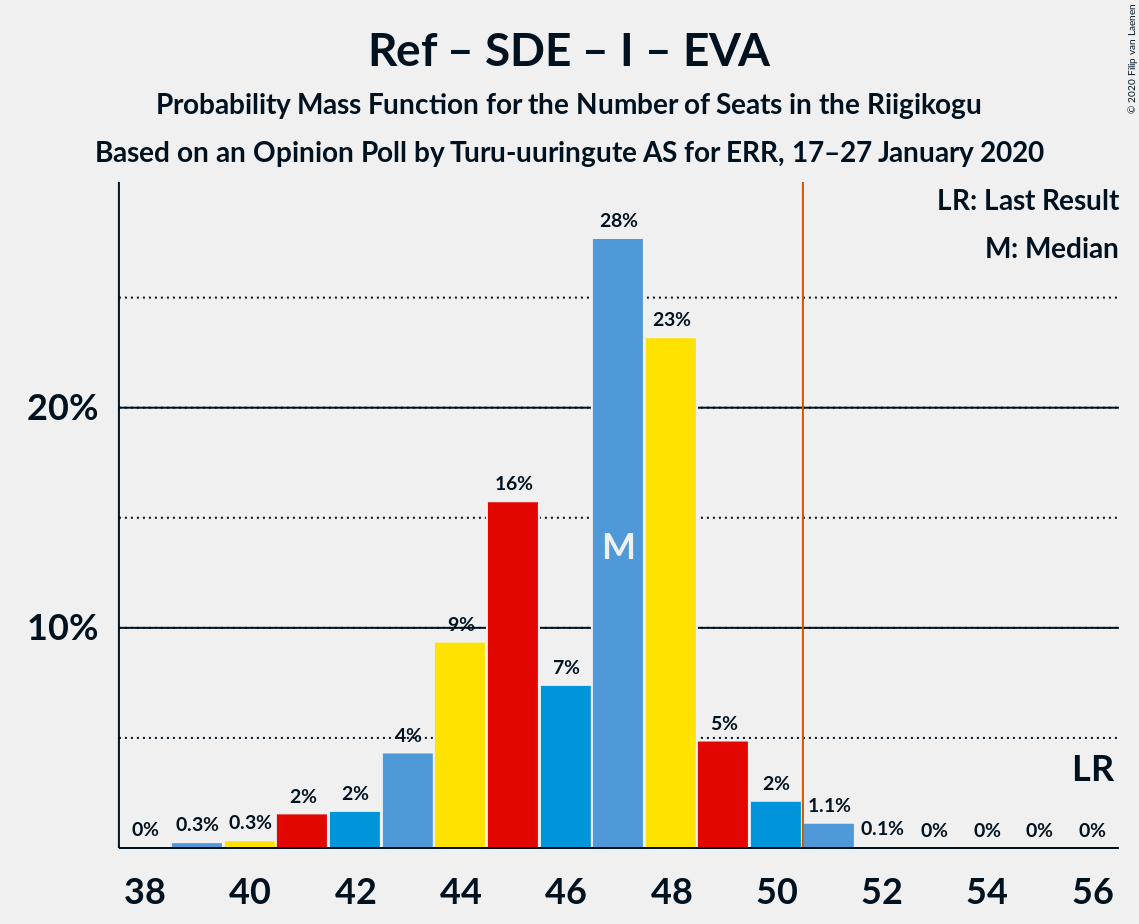 Ref – SDE – I – EVA
Probability Mass Function for the Number of Seats in the Riigikogu
Based on an Opinion Poll by Turu-uuringute AS for ERR, 17–27 January 2020
© 2020 Filip van Laenen
LR: Last Result
M: Median
28%
23%
20%
16%
M
10%
9%
7%
5%
4%
LR
2%
2%
2%
1.1%
0%
0.3%
0.3%
0.1%
0%
0%
0%
0%
38 40 42 44 46 48 50 52 54 56